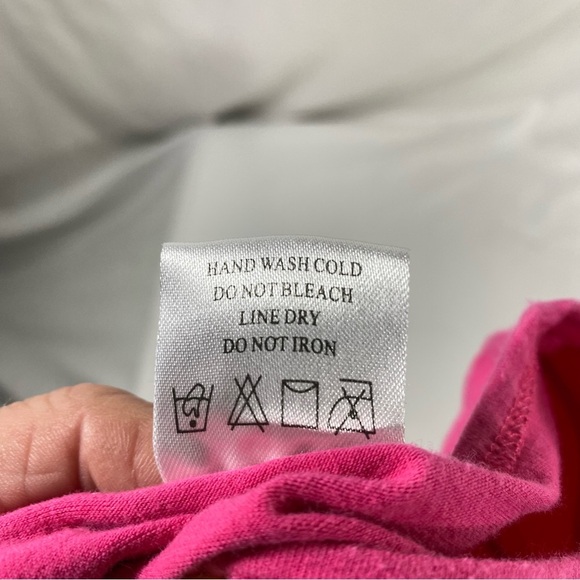 HAND WASH COLD
DO NOT BLEACH
LINE DRY
DO NOT IRON